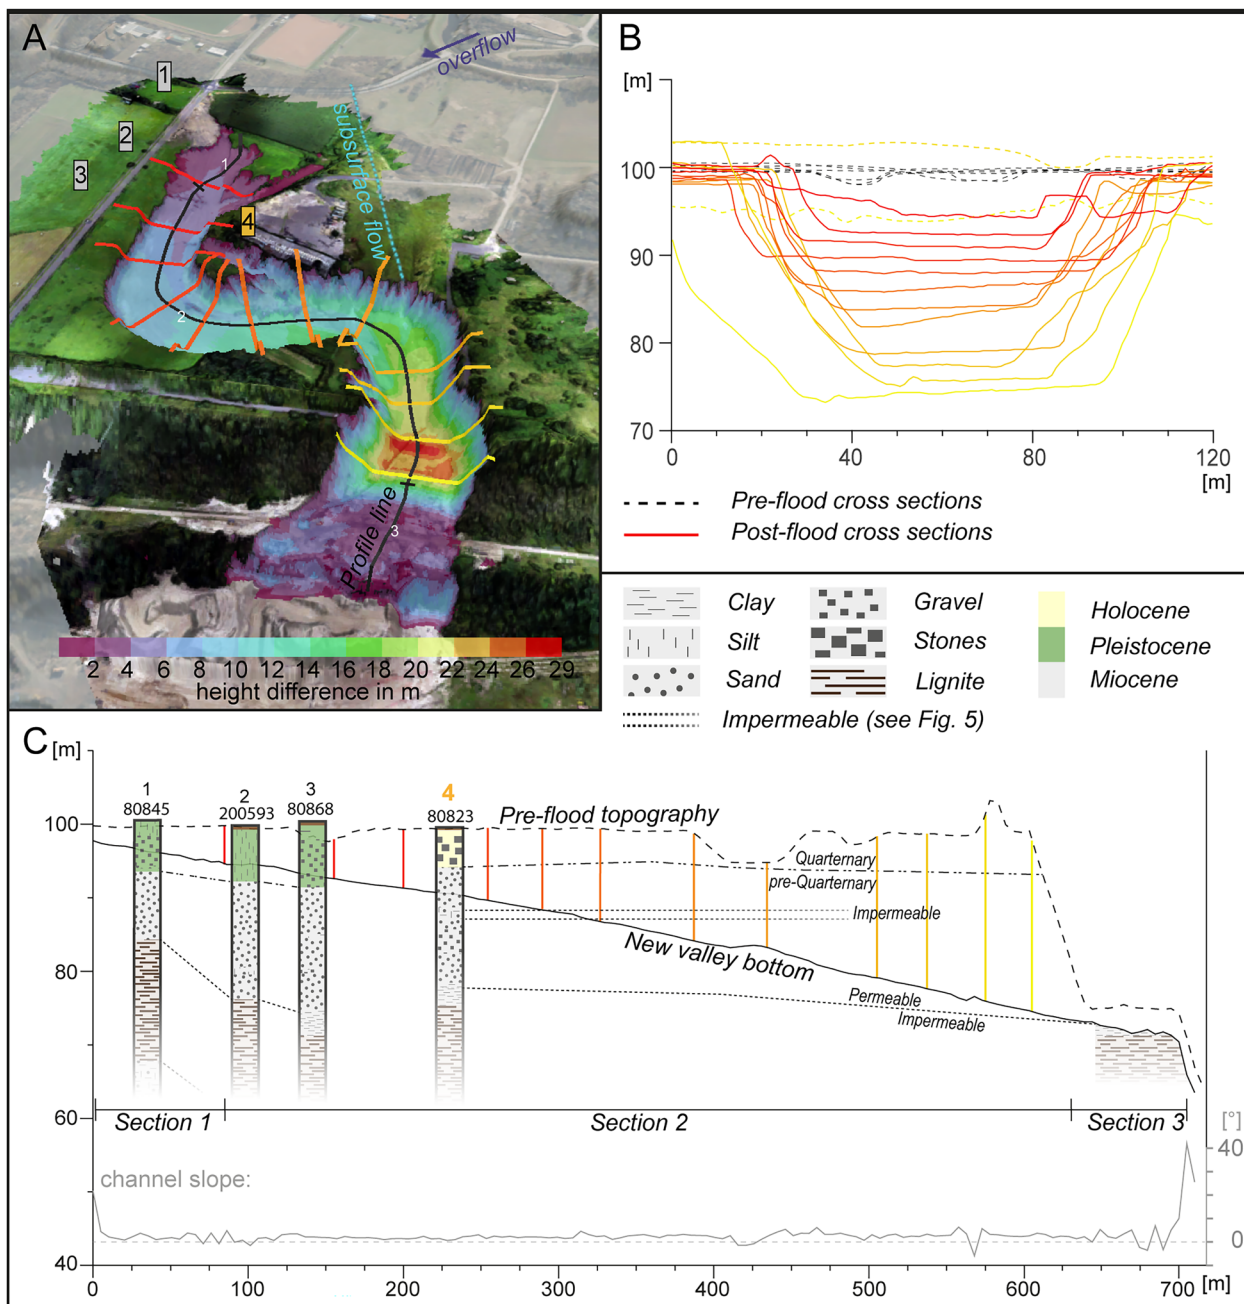 A
overflow
subsurface flow
1
2
3
4
1
2
3
Profile line
2 4 6 8 10 12 14 16 18 20 22 24 26 29
height difference in m
B
[m]
100
90
80
70
0 40 80 120
[m]
Pre-flood cross sections
Post-flood cross sections
Clay Gravel Holocene
Silt Stones Pleistocene
Sand Lignite Miocene
Impermeable (see Fig. 5)
C
[m]
1
80845
2
200593
3
80868
4
80823
Pre-flood topography
100
Quarternary
pre-Quarternary
Impermeable
New valley bottom
80
Permeable
Impermeable
60
Section 1 Section 2 Section 3
[°]
40
channel slope:
0
40
0 100 200 300 400 500 600 700 [m]